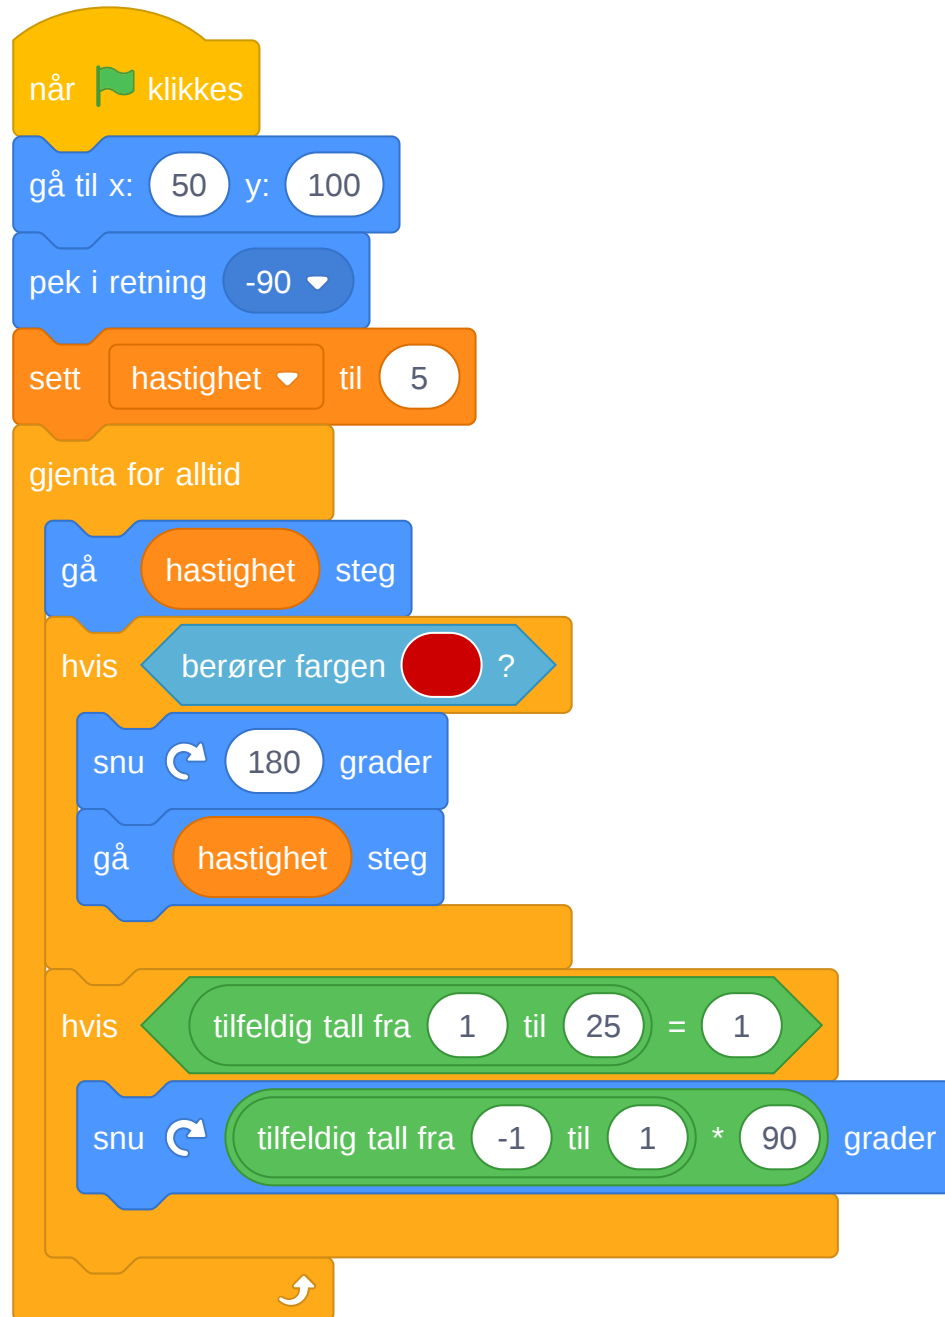 når klikkes
gå til x: 50 y: 100
pek i retning -90
sett hastighet til 5
gjenta for alltid
gå hastighet steg
hvis berører fargen ?
snu 180 grader
gå hastighet steg
hvis tilfeldig tall fra 1 til 25 = 1
snu tilfeldig tall fra -1 til 1 * 90 grader